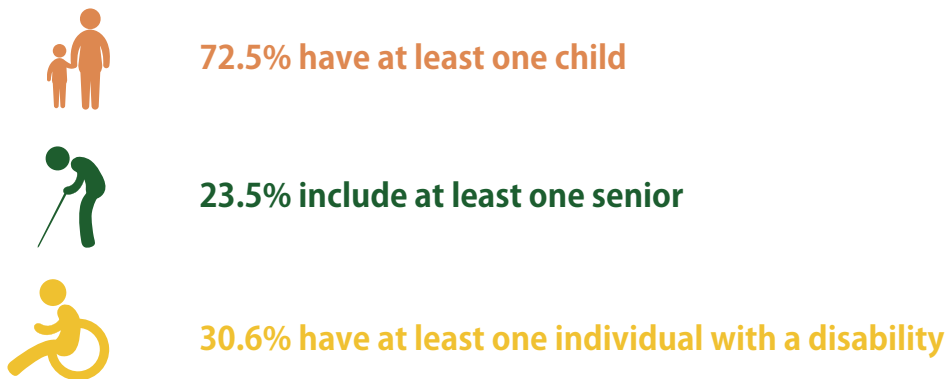 72.5% have at least one child
23.5% include at least one senior
30.6% have at least one individual with a disability